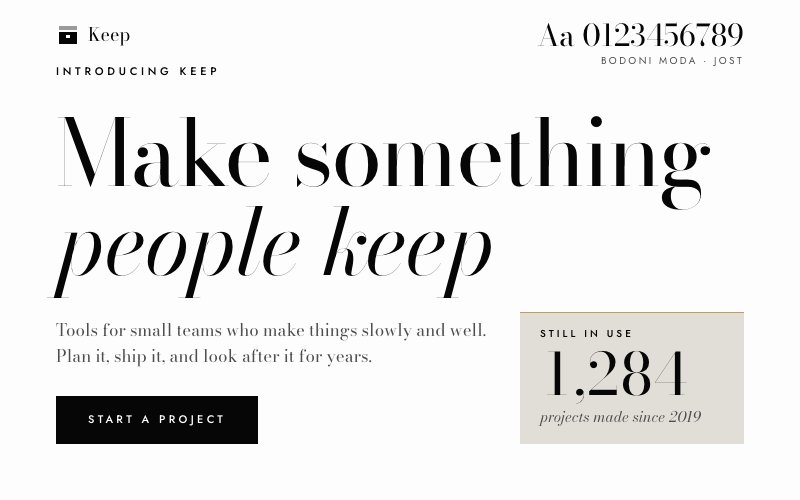 Keep
Aa 0123456789
BODONI MODA · JOST
INTRODUCING KEEP
Make something
people keep
Tools for small teams who make things slowly and well.
Plan it, ship it, and look after it for years.
START A PROJECT
STILL IN USE
1,284
projects made since 2019